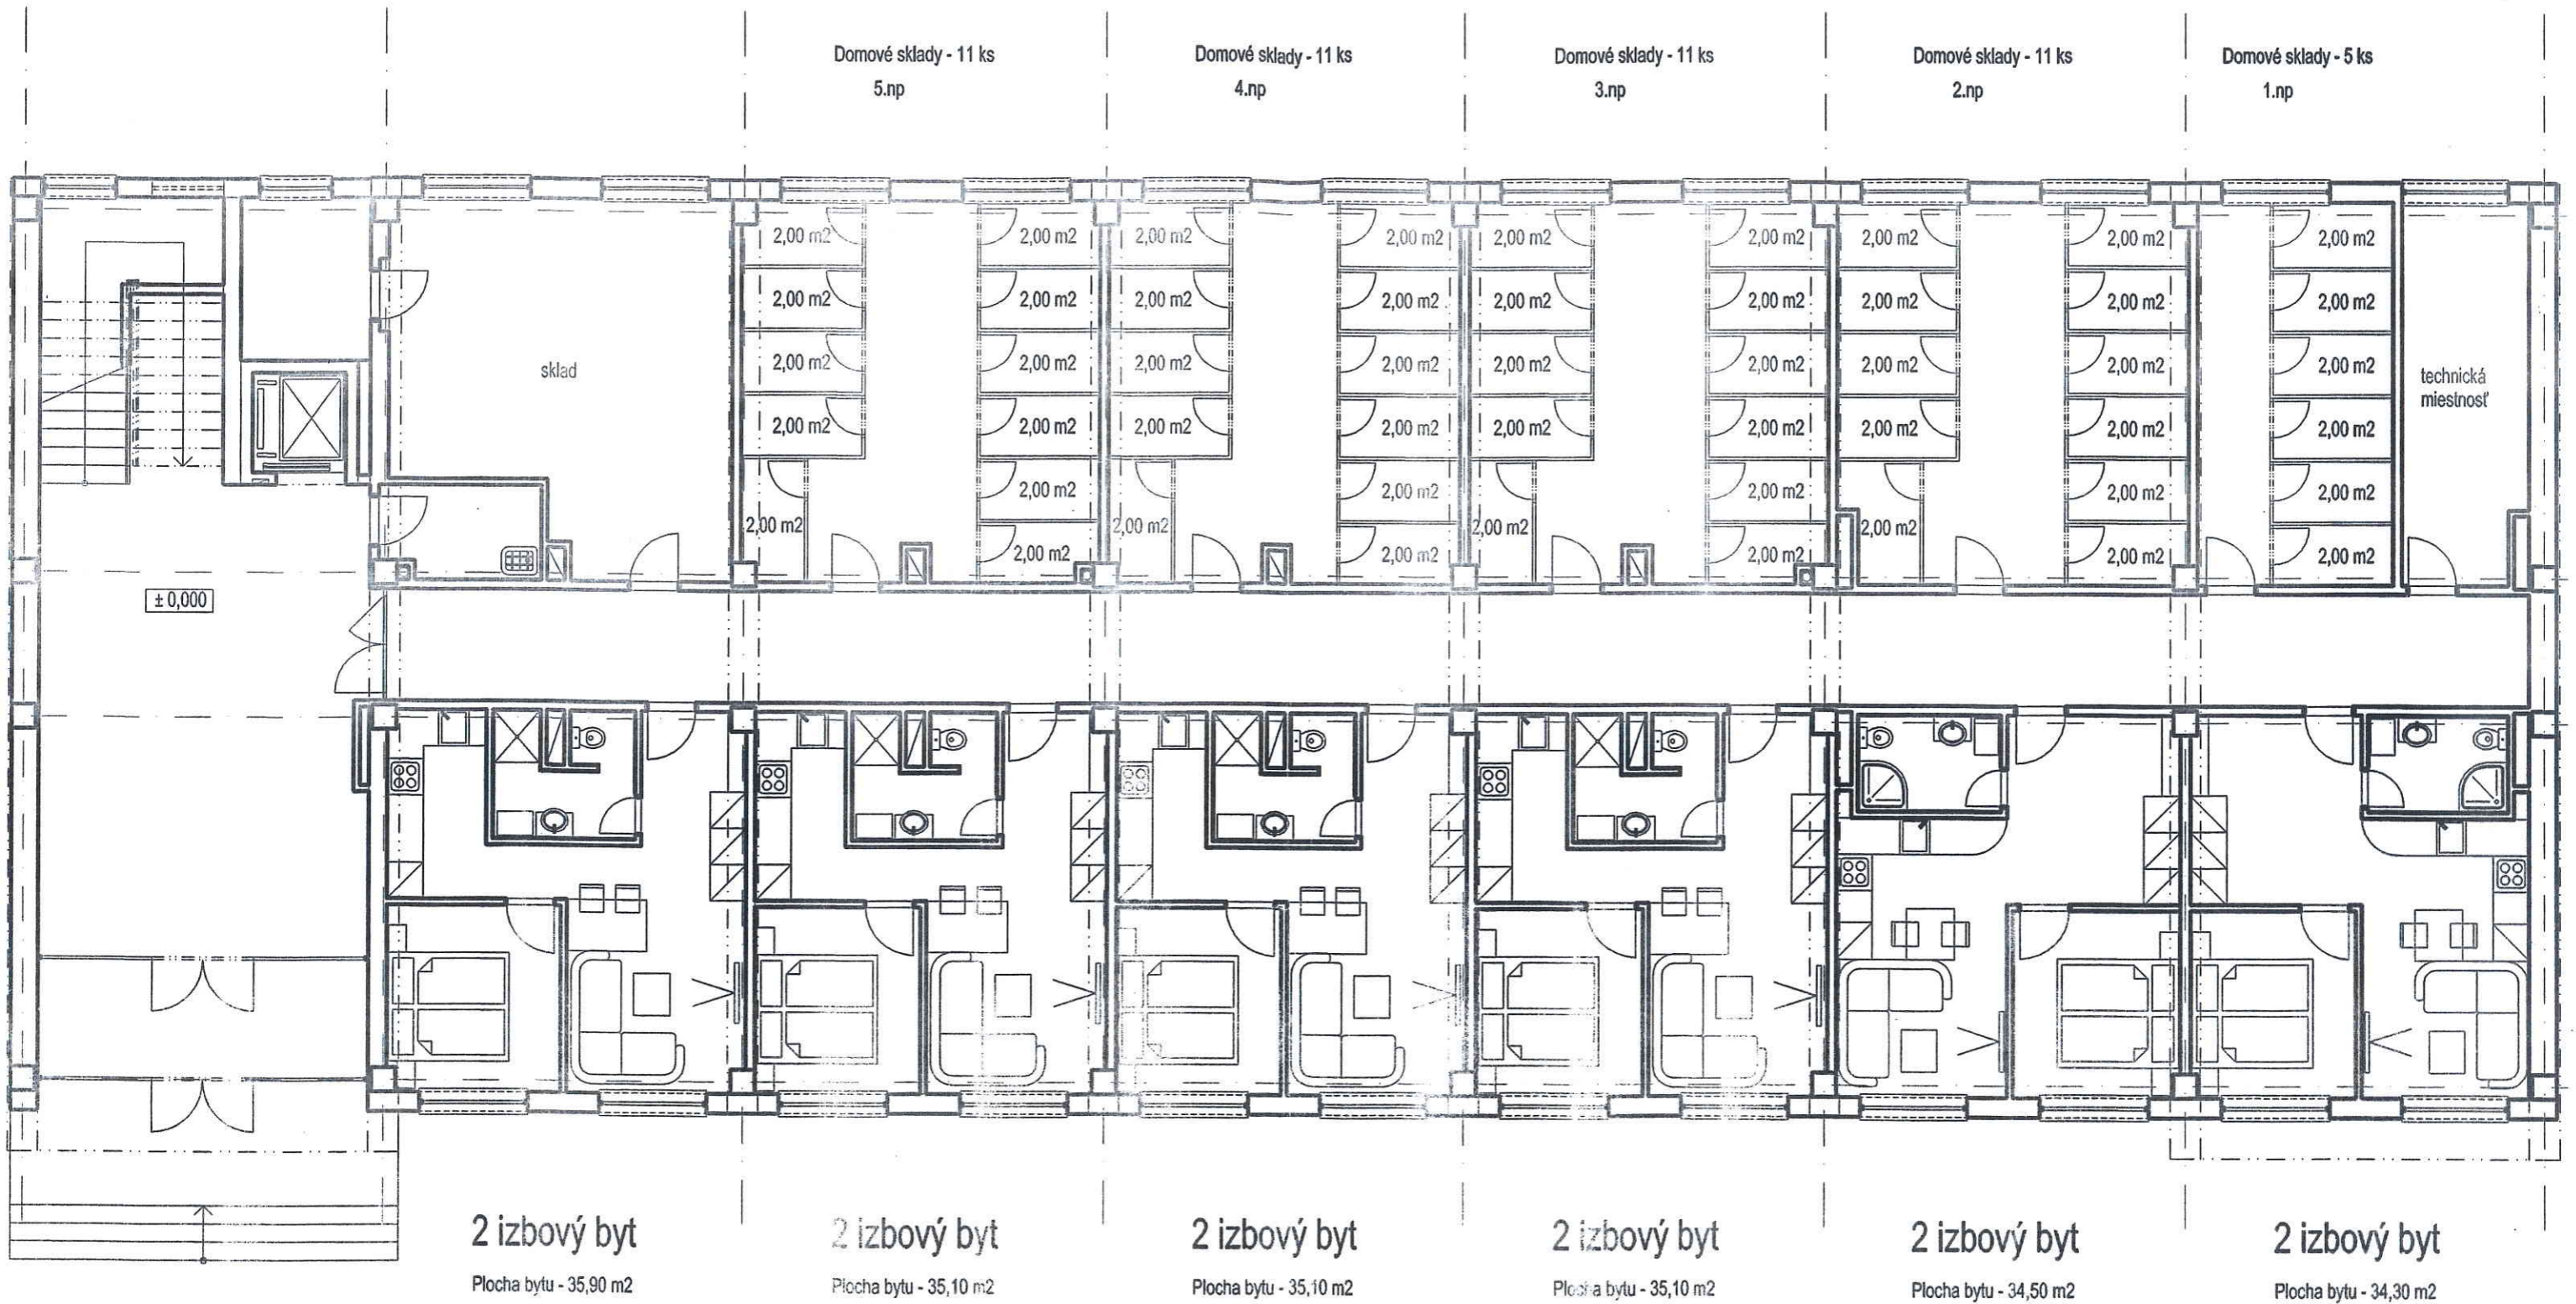 Domové sklady - 11 ks
5.np
Domové sklady - 11 ks
4.np
Domové sklady - 11 ks
3.np
Domové sklady - 11 ks
2.np
Domové sklady - 5 ks
1.np
2,00 m2 2,00 m2 2,00 m2 2,00 m2 2,00 m2 2,00 m2 2,00 m2 2,00 m2 2,00 m2
2,00 m2 2,00 m2 2,00 m2 2,00 m2 2,00 m2 2,00 m2 2,00 m2 2,00 m2 2,00 m2
sklad
2,00 m2 2,00 m2 2,00 m2 2,00 m2 2,00 m2 2,00 m2 2,00 m2 2,00 m2 2,00 m2
technická
miestnosť
2,00 m2 2,00 m2 2,00 m2 2,00 m2 2,00 m2 2,00 m2 2,00 m2 2,00 m2 2,00 m2
2,00 m2 2,00 m2 2,00 m2 2,00 m2 2,00 m2
2,00 m2 2,00 m2 2,00 m2 2,00 m2
2,00 m2 2,00 m2 2,00 m2 2,00 m2 2,00 m2
± 0,000
2 izbový byt
Plocha bytu - 35,90 m2
2 izbový byt
Plocha bytu - 35,10 m2
2 izbový byt
Plocha bytu - 35,10 m2
2 izbový byt
Plocha bytu - 35,10 m2
2 izbový byt
Plocha bytu - 34,50 m2
2 izbový byt
Plocha bytu - 34,30 m2